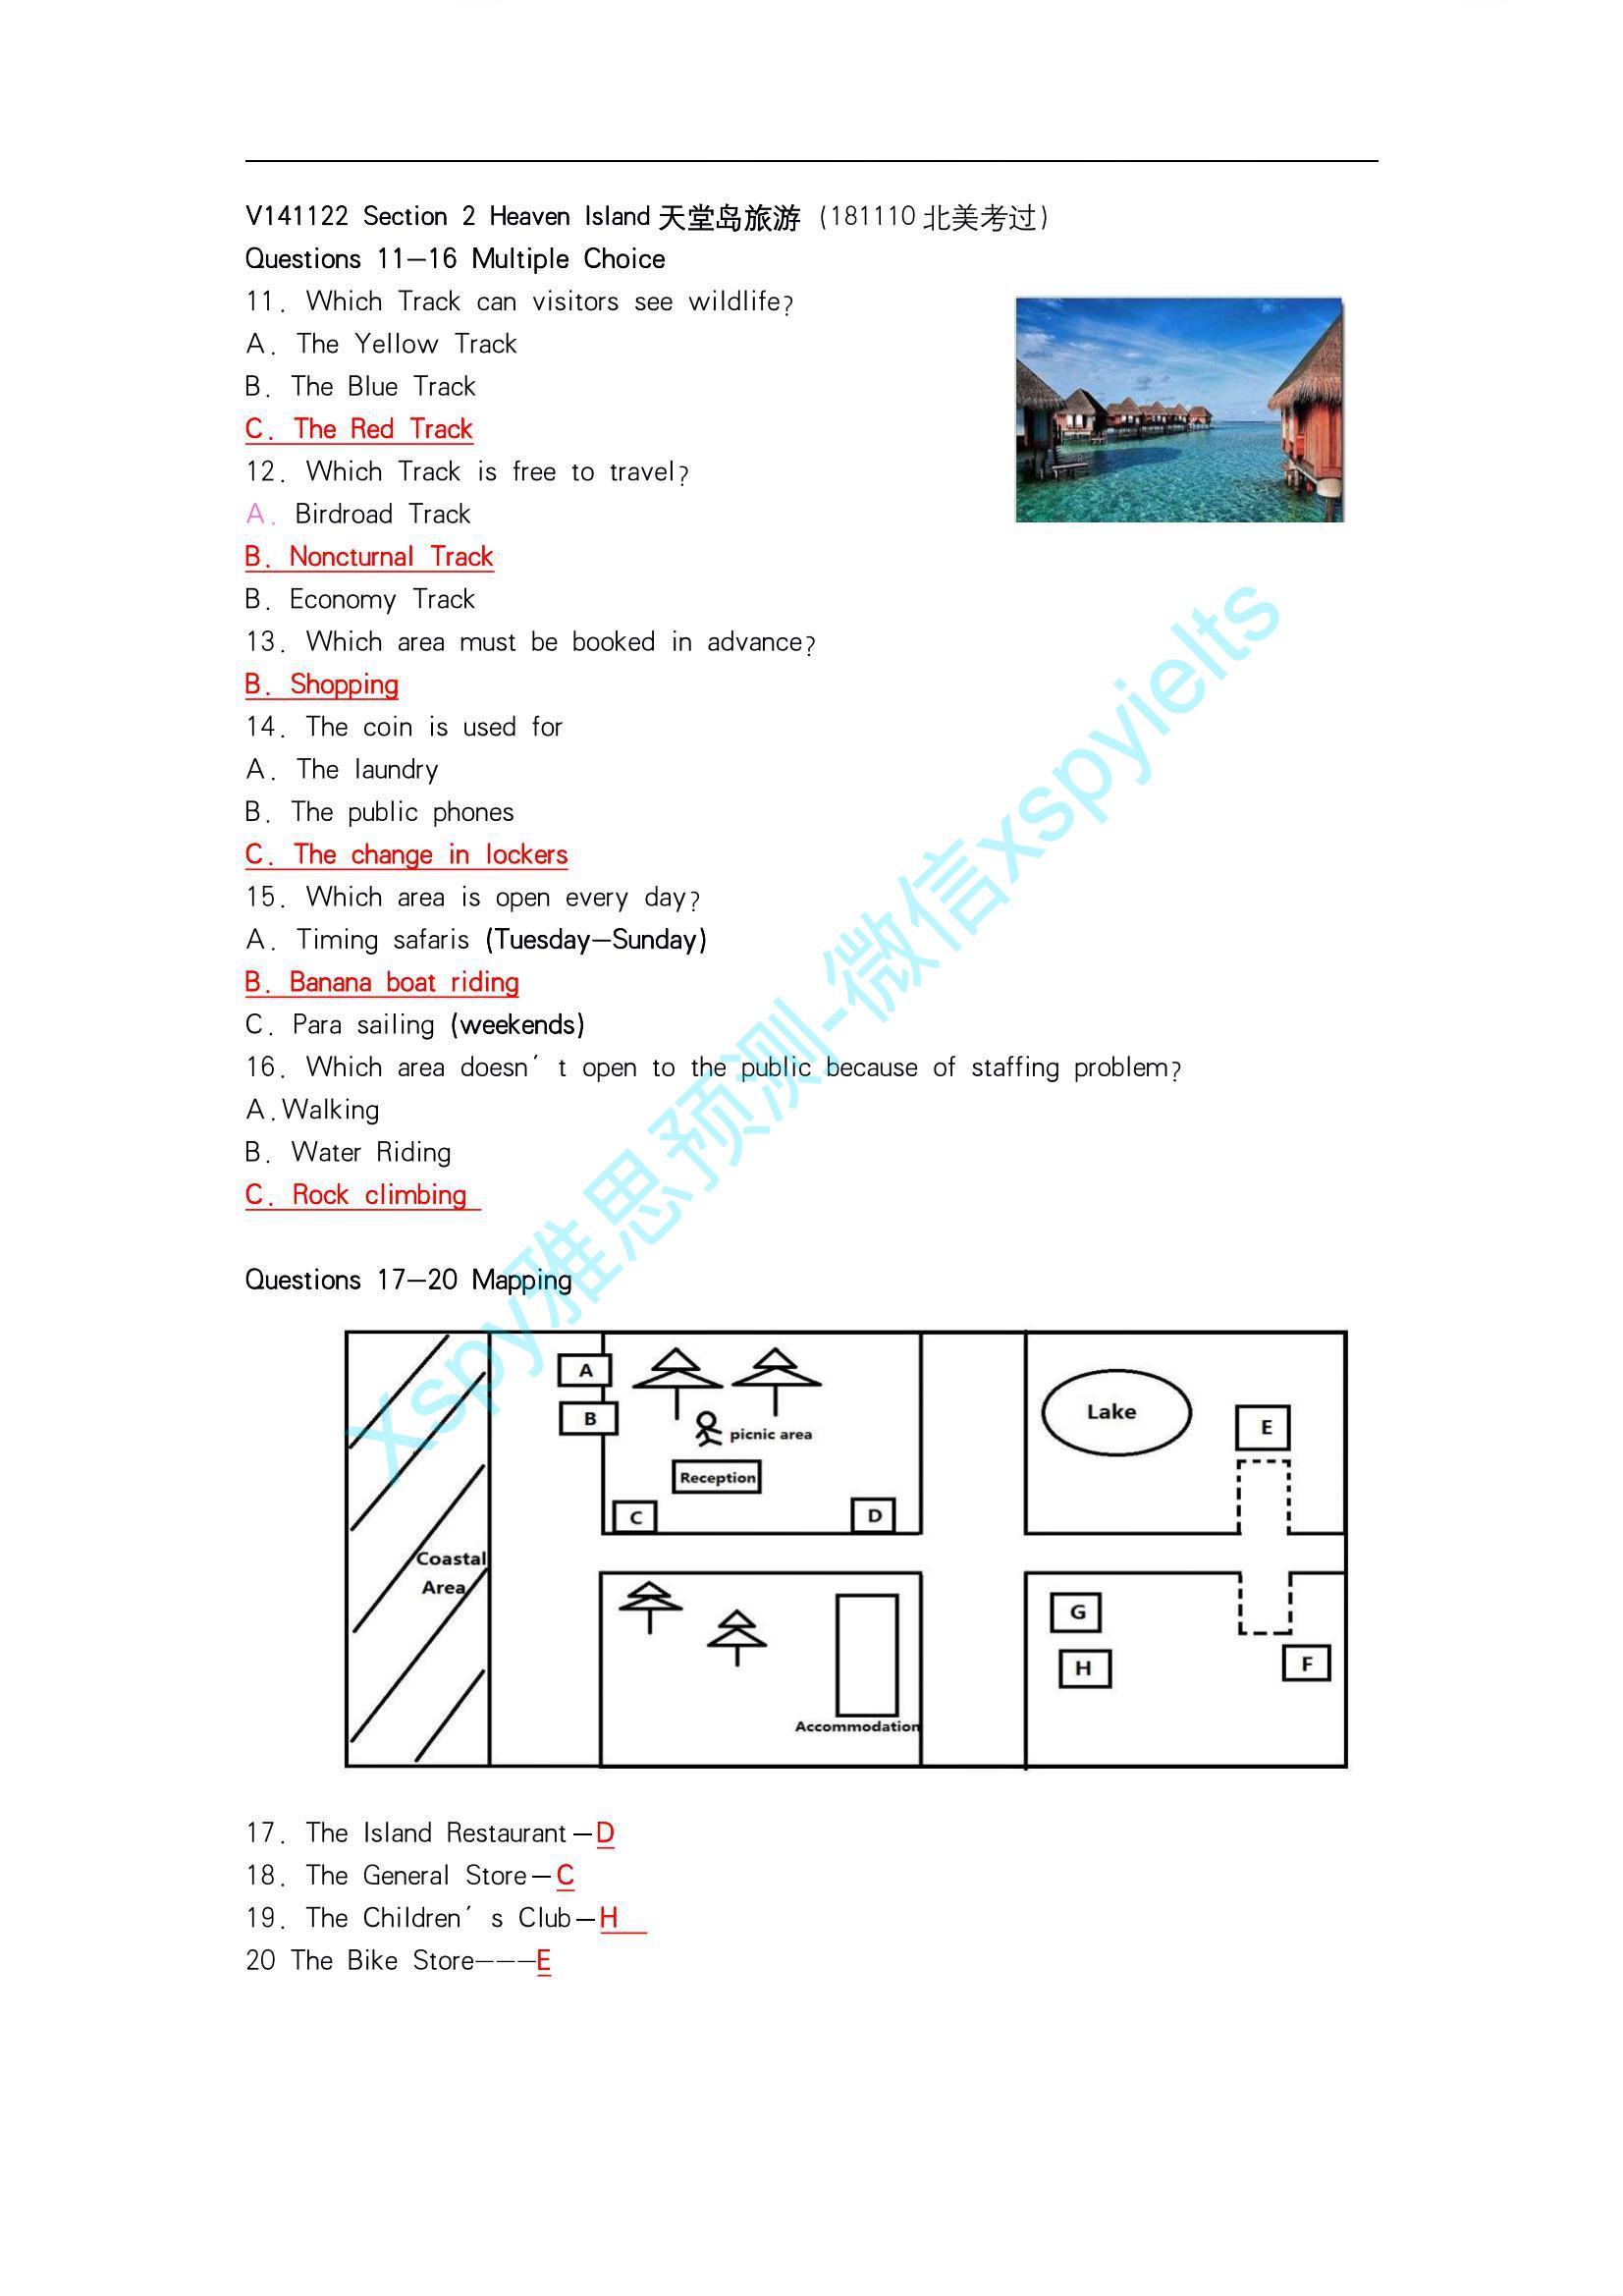 V141122 Section 2 Heaven Island 天堂岛旅游 (181110 北美考过)
Questions 11-16 Multiple Choice
11. Which Track can visitors see wildlife?
A. The Yellow Track
B. The Blue Track
C. The Red Track
12. Which Track is free to travel?
A. Birdroad Track
B. Noncturnal Track
B. Economy Track
13. Which area must be booked in advance?
B. Shopping
14. The coin is used for
A. The laundry
B. The public phones
C. The change in lockers
15. Which area is open every day?
A. Timing safaris (Tuesday-Sunday)
B. Banana boat riding
C. Para sailing (weekends)
16. Which area doesn't open to the public because of staffing problem?
A.Walking
B. Water Riding
C. Rock climbing
Xspy雅思预测-微信xspyielts
Questions 17-20 Mapping
A
B
picnic area
Reception
C
D
Lake
E
Coastal
Area
Accommodation
G
H
F
17. The Island Restaurant-D
18. The General Store-C
19. The Children's Club-H
20 The Bike Store---E